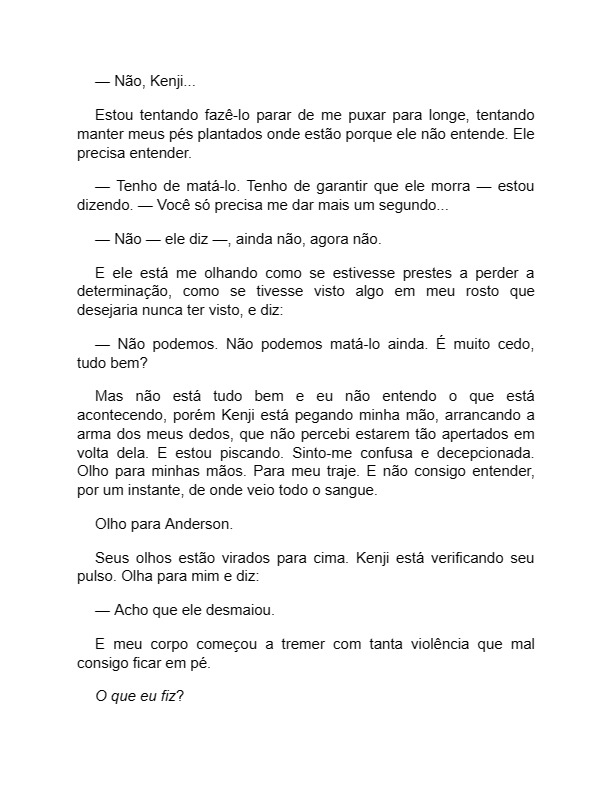 — Não, Kenji...
Estou tentando fazê-lo parar de me puxar para longe, tentando
manter meus pés plantados onde estão porque ele não entende. Ele
precisa entender.
— Tenho de matá-lo. Tenho de garantir que ele morra — estou
dizendo. — Você só precisa me dar mais um segundo...
— Não — ele diz —, ainda não, agora não.
E ele está me olhando como se estivesse prestes a perder a
determinação, como se tivesse visto algo em meu rosto que
desejaria nunca ter visto, e diz:
— Não podemos. Não podemos matá-lo ainda. É muito cedo,
tudo bem?
Mas não está tudo bem e eu não entendo o que está
acontecendo, porém Kenji está pegando minha mão, arrancando a
arma dos meus dedos, que não percebi estarem tão apertados em
volta dela. E estou piscando. Sinto-me confusa e decepcionada.
Olho para minhas mãos. Para meu traje. E não consigo entender,
por um instante, de onde veio todo o sangue.
Olho para Anderson.
Seus olhos estão virados para cima. Kenji está verificando seu
pulso. Olha para mim e diz:
— Acho que ele desmaiou.
E meu corpo começou a tremer com tanta violência que mal
consigo ficar em pé.
O que eu fiz?